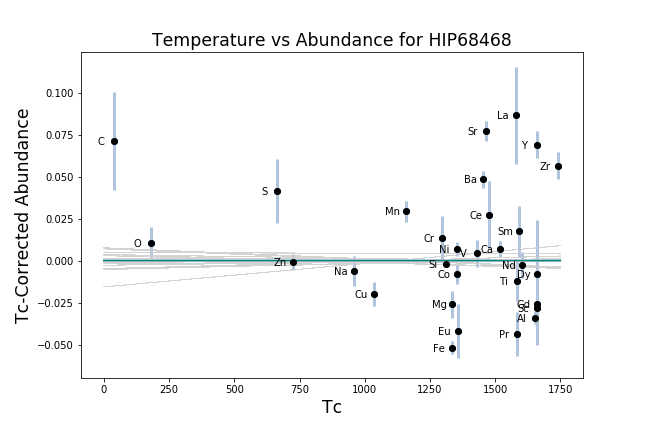 Temperature vs Abundance for HIP68468
Tc-Corrected Abundance
0.100
0.075
0.050
0.025
0.000
−0.025
−0.050
La
Sr
C
Y
Zr
Ba
S
Mn
Ce
Sm
Cr
O
Ni
V
Ca
Zn
Si
Nd
Na
Co
Dy
Ti
Cu
Mg
Gd
Sc
Al
Eu
Pr
Fe
0
250
500
750
1000
1250
1500
1750
Tc